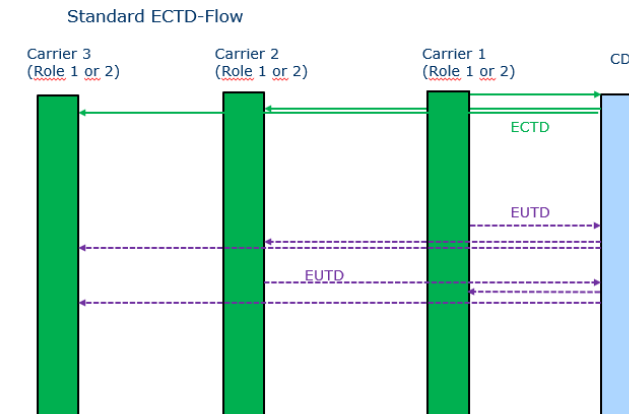 Standard ECTD-Flow
Carrier 3
(Role 1 or 2)
Carrier 2
(Role 1 or 2)
Carrier 1
(Role 1 or 2)
CD
ECTD
EUTD
EUTD